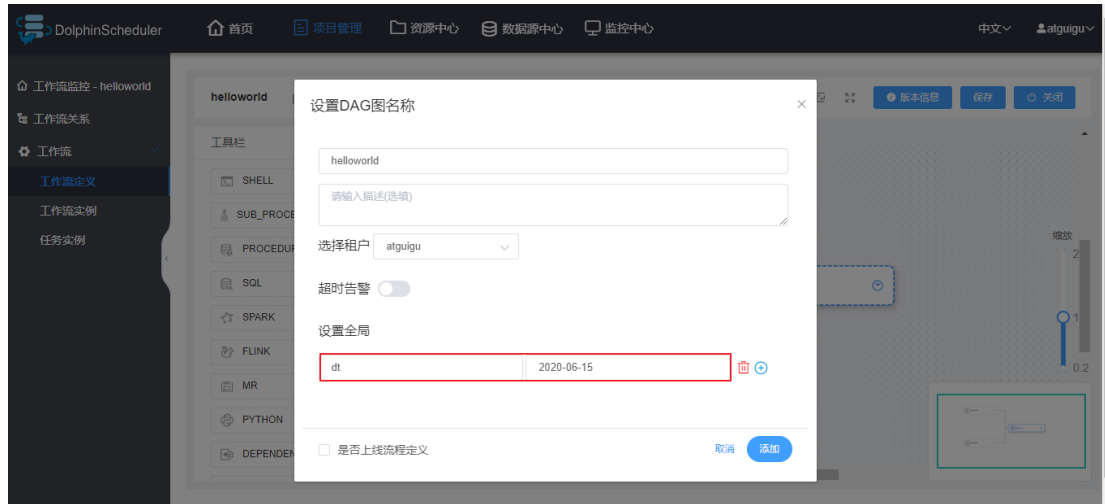 DolphinScheduler 首页 项目管理 资源中心 数据源中心 监控中心 中文 atguigu
工作流监控 - helloworld
工作流关系
工作流
工作流定义
工作流实例
任务实例
helloworld 版本信息 保存 关闭
工具栏
SHELL
SUB_PROCE
PROCEDUR
SQL
SPARK
FLINK
MR
PYTHON
DEPENDEN
设置DAG图名称
helloworld
请输入描述(选填)
选择租户 atguigu
超时告警
设置全局
dt 2020-06-15
是否上线流程定义 取消 添加
缩放
2
1
0.2